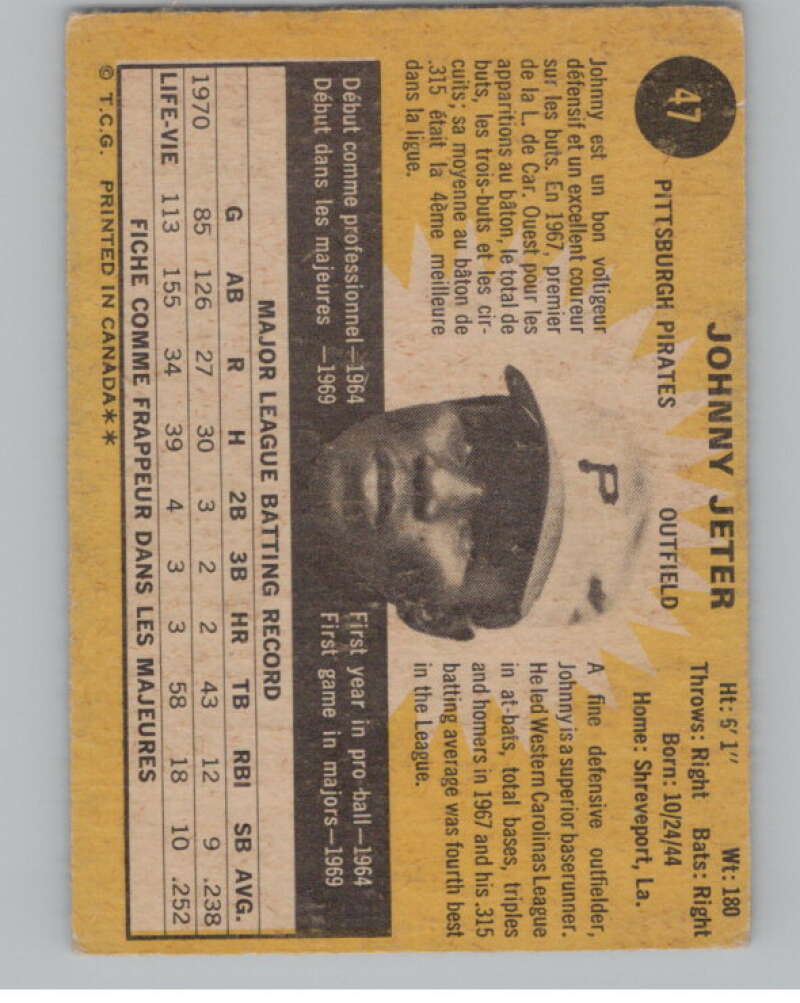 47
JOHNNY JETER
PITTSBURGH PIRATES OUTFIELD
Ht: 6' 1" Wt: 180
Throws: Right Bats: Right
Born: 10/24/44
Home: Shreveport, La.
Johnny est un bon voltigeur
défensif et un excellent coureur
sur les buts. En 1967, premier
de la L. de Car. Ouest pour les
apparitions au bâton, le total de
buts, les trois-buts et les cir-
cuits; sa moyenne au bâton de
.315 était la 4ème meilleure
dans la ligue.
P
A fine defensive outfielder,
Johnny is a superior baserunner.
He led Western Carolinas League
in at-bats, total bases, triples
and homers in 1967 and his .315
batting average was fourth best
in the League.
Début comme professionnel—1964
Début dans les majeures —1969
First year in pro ball—1964
First game in majors—1969
MAJOR LEAGUE BATTING RECORD
G AB R H 2B 3B HR TB RBI SB AVG.
1970 85 126 27 30 3 2 2 43 12 9 .238
LIFE-VIE 113 155 34 39 4 3 3 58 18 10 .252
FICHE COMME FRAPPEUR DANS LES MAJEURES
© T.C.G. PRINTED IN CANADA**